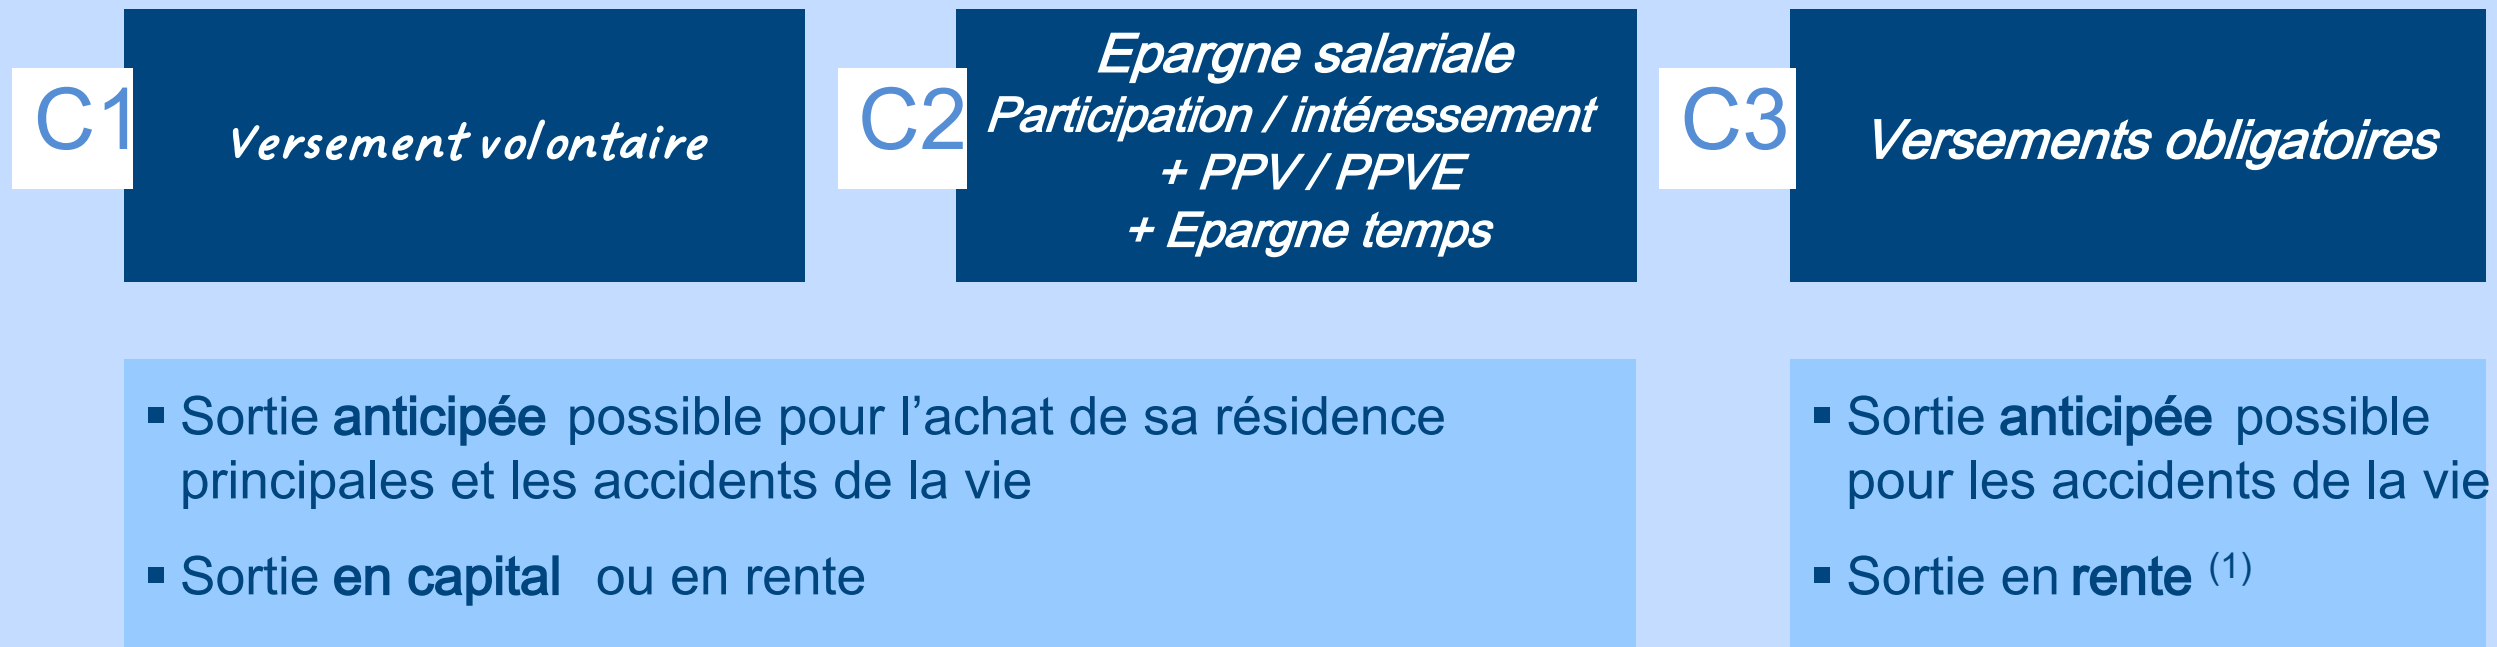 C1
Versement volontaire
C2
Epargne salariale
Participation / intéressement
+ PPV / PPVE
+ Epargne temps
C3
Versements obligatoires
▪ Sortie anticipée possible pour l'achat de sa résidence
principales et les accidents de la vie
▪ Sortie en capital ou en rente
▪ Sortie anticipée possible
pour les accidents de la vie
▪ Sortie en rente (1)